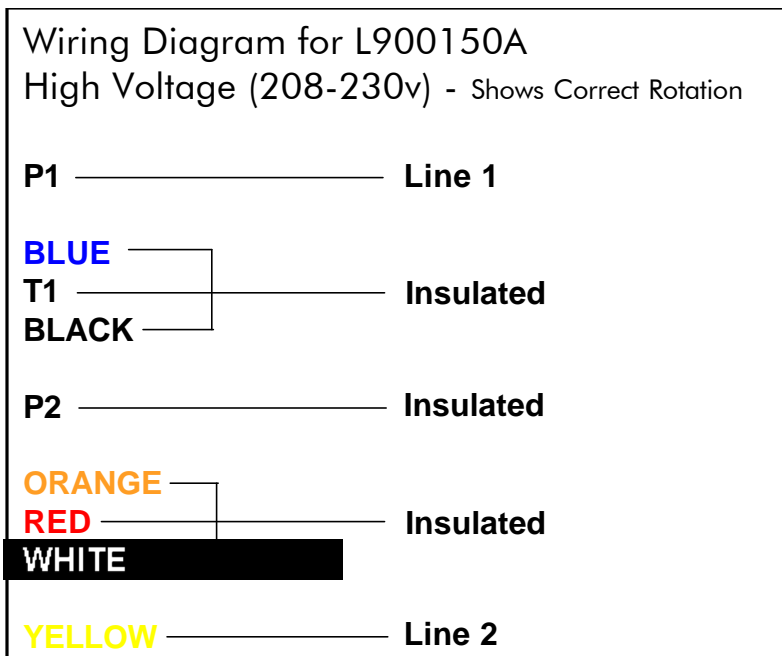 Wiring Diagram for L900150A
High Voltage (208-230v) - Shows Correct Rotation
P1 Line 1
BLUE
T1 Insulated
BLACK
P2 Insulated
ORANGE
RED Insulated
WHITE
YELLOW Line 2